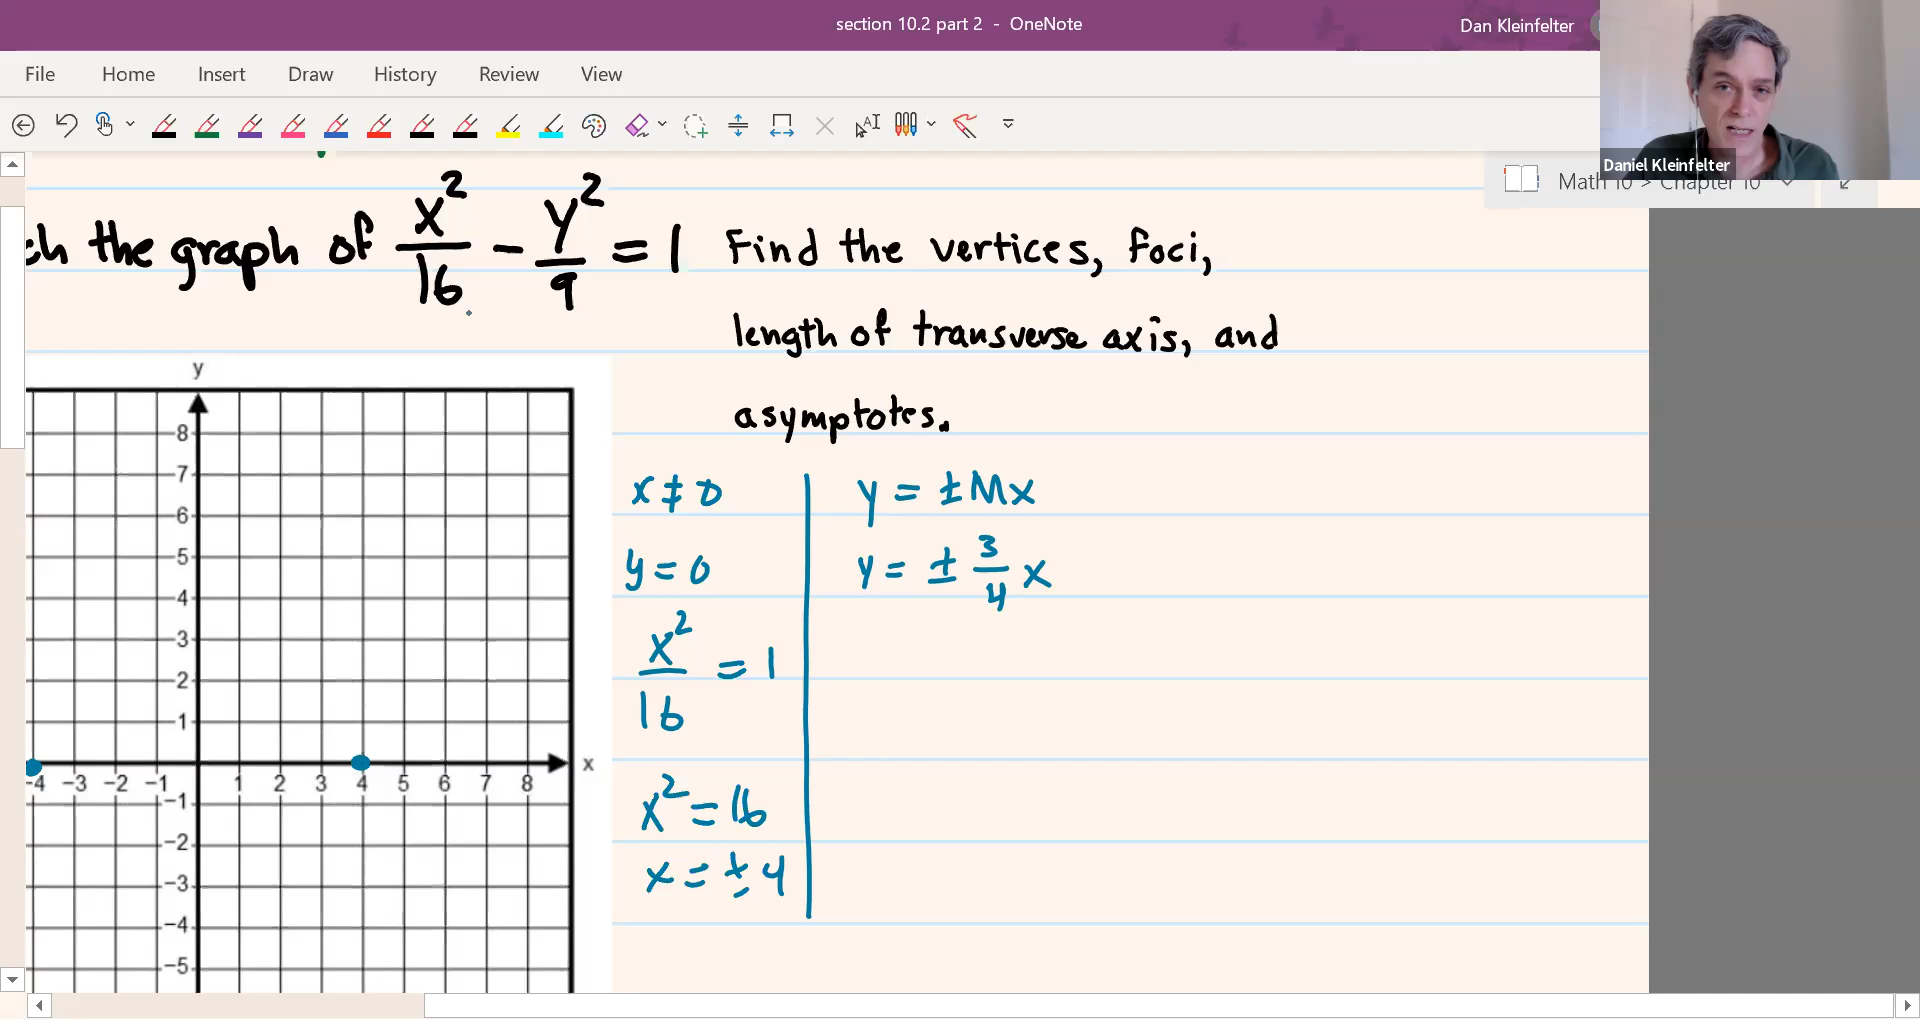 section 10.2 part 2 - OneNote
Dan Kleinfelter
File Home Insert Draw History Review View
Daniel Kleinfelter
Math 10 > Chapter 10
ch the graph of x²/16 - y²/9 = 1 Find the vertices, foci,
length of transverse axis, and
asymptotes.
y
8
7
6
5
4
3
2
1
x
-4 -3 -2 -1 1 2 3 4 5 6 7 8
-1
-2
-3
-4
-5
x ≠ 0
y = 0
x²/16 = 1
x² = 16
x = ± 4
y = ± Mx
y = ± 3/4 x